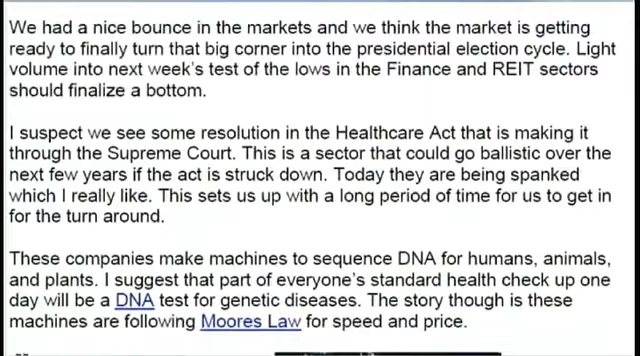 We had a nice bounce in the markets and we think the market is getting
ready to finally turn that big corner into the presidential election cycle. Light
volume into next week's test of the lows in the Finance and REIT sectors
should finalize a bottom.
I suspect we see some resolution in the Healthcare Act that is making it
through the Supreme Court. This is a sector that could go ballistic over the
next few years if the act is struck down. Today they are being spanked
which I really like. This sets us up with a long period of time for us to get in
for the turn around.
These companies make machines to sequence DNA for humans, animals,
and plants. I suggest that part of everyone's standard health check up one
day will be a DNA test for genetic diseases. The story though is these
machines are following Moores Law for speed and price.